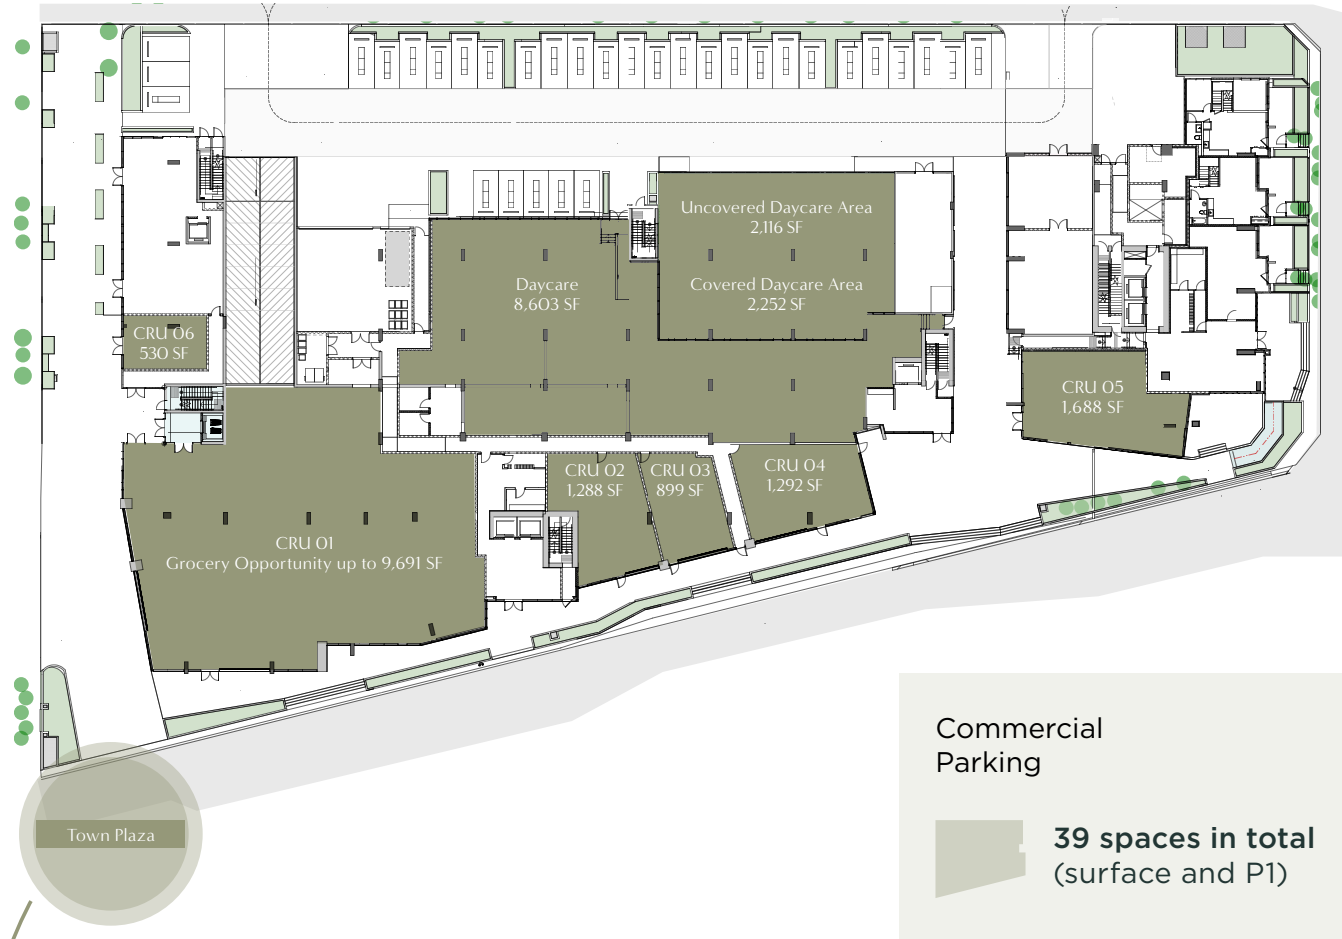 Uncovered Daycare Area
2,116 SF
Daycare
8,603 SF
Covered Daycare Area
2,252 SF
CRU 06
530 SF
CRU 05
1,688 SF
CRU 02
1,288 SF
CRU 03
899 SF
CRU 04
1,292 SF
CRU 01
Grocery Opportunity up to 9,691 SF
Town Plaza
Commercial
Parking
39 spaces in total
(surface and P1)